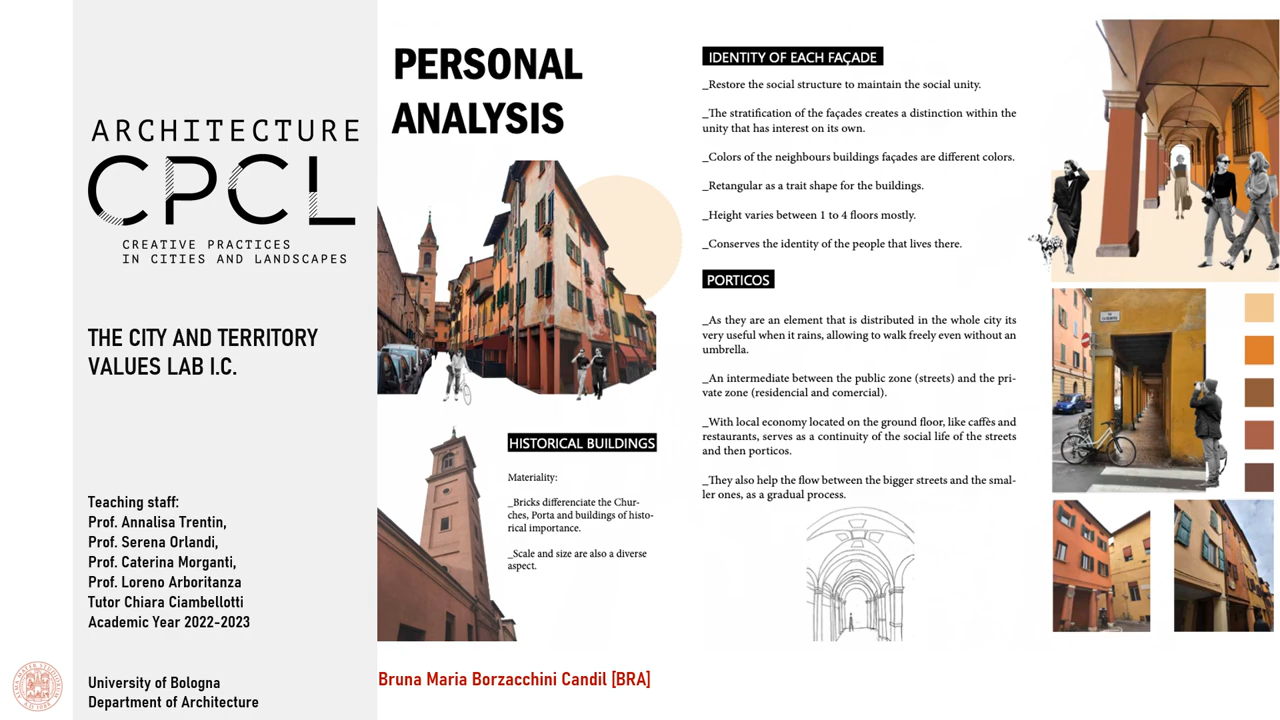 ARCHITECTURE
CPCL
CREATIVE PRACTICES
IN CITIES AND LANDSCAPES
THE CITY AND TERRITORY
VALUES LAB I.C.
Teaching staff:
Prof. Annalisa Trentin,
Prof. Serena Orlandi,
Prof. Caterina Morganti,
Prof. Loreno Arboritanza
Tutor Chiara Ciambellotti
Academic Year 2022-2023
University of Bologna
Department of Architecture
PERSONAL
ANALYSIS
HISTORICAL BUILDINGS
Materiality:
_Bricks differenciate the Chur-
ches, Porta and buildings of histo-
rical importance.
_Scale and size are also a diverse
aspect.
Bruna Maria Borzacchini Candil [BRA]
IDENTITY OF EACH FAÇADE
_Restore the social structure to maintain the social unity.
_The stratification of the façades creates a distinction within the
unity that has interest on its own.
_Colors of the neighbours buildings façades are different colors.
_Retangular as a trait shape for the buildings.
_Height varies between 1 to 4 floors mostly.
_Conserves the identity of the people that lives there.
PORTICOS
_As they are an element that is distributed in the whole city its
very useful when it rains, allowing to walk freely even without an
umbrella.
_An intermediate between the public zone (streets) and the pri-
vate zone (residencial and comercial).
_With local economy located on the ground floor, like caffès and
restaurants, serves as a continuity of the social life of the streets
and then porticos.
_They also help the flow between the bigger streets and the smal-
ler ones, as a gradual process.